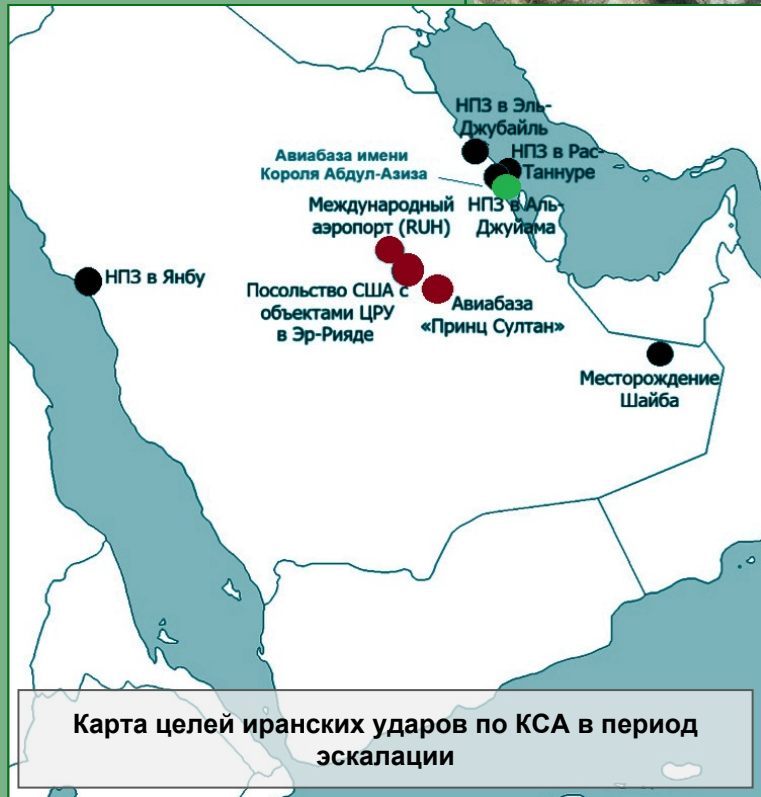 НПЗ в Эль-
Джубайль
НПЗ в Рас-
Таннуре
Авиабаза имени
Короля Абдул-Азиза
Международный
аэропорт (RUH)
НПЗ в Аль-
Джуйама
НПЗ в Янбу
Посольство США с
объектами ЦРУ
в Эр-Рияде
Авиабаза
«Принц Султан»
Месторождение
Шайба
Карта целей иранских ударов по КСА в период
эскалации